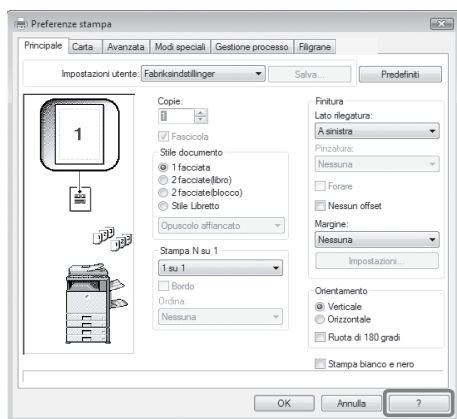 Preferenze stampa
Principale Carta Avanzata Modi speciali Gestione processo Filigrane
Impostazioni utente: Fabriksindstillinger Salva... Predefiniti
1
Copie:
1
Fascicola
Stile documento
1 facciata
2 facciate(libro)
2 facciate(blocco)
Stile Libretto
Opuscolo affiancato
Stampa N su 1
1 su 1
Bordo
Ordina:
Nessuna
Finitura
Lato rilegatura:
A sinistra
Pinzatura:
Nessuna
Forare
Nessun offset
Margine:
Nessuna
Impostazioni...
Orientamento
Verticale
Orizzontale
Ruota di 180 gradi
Stampa bianco e nero
OK Annulla ?